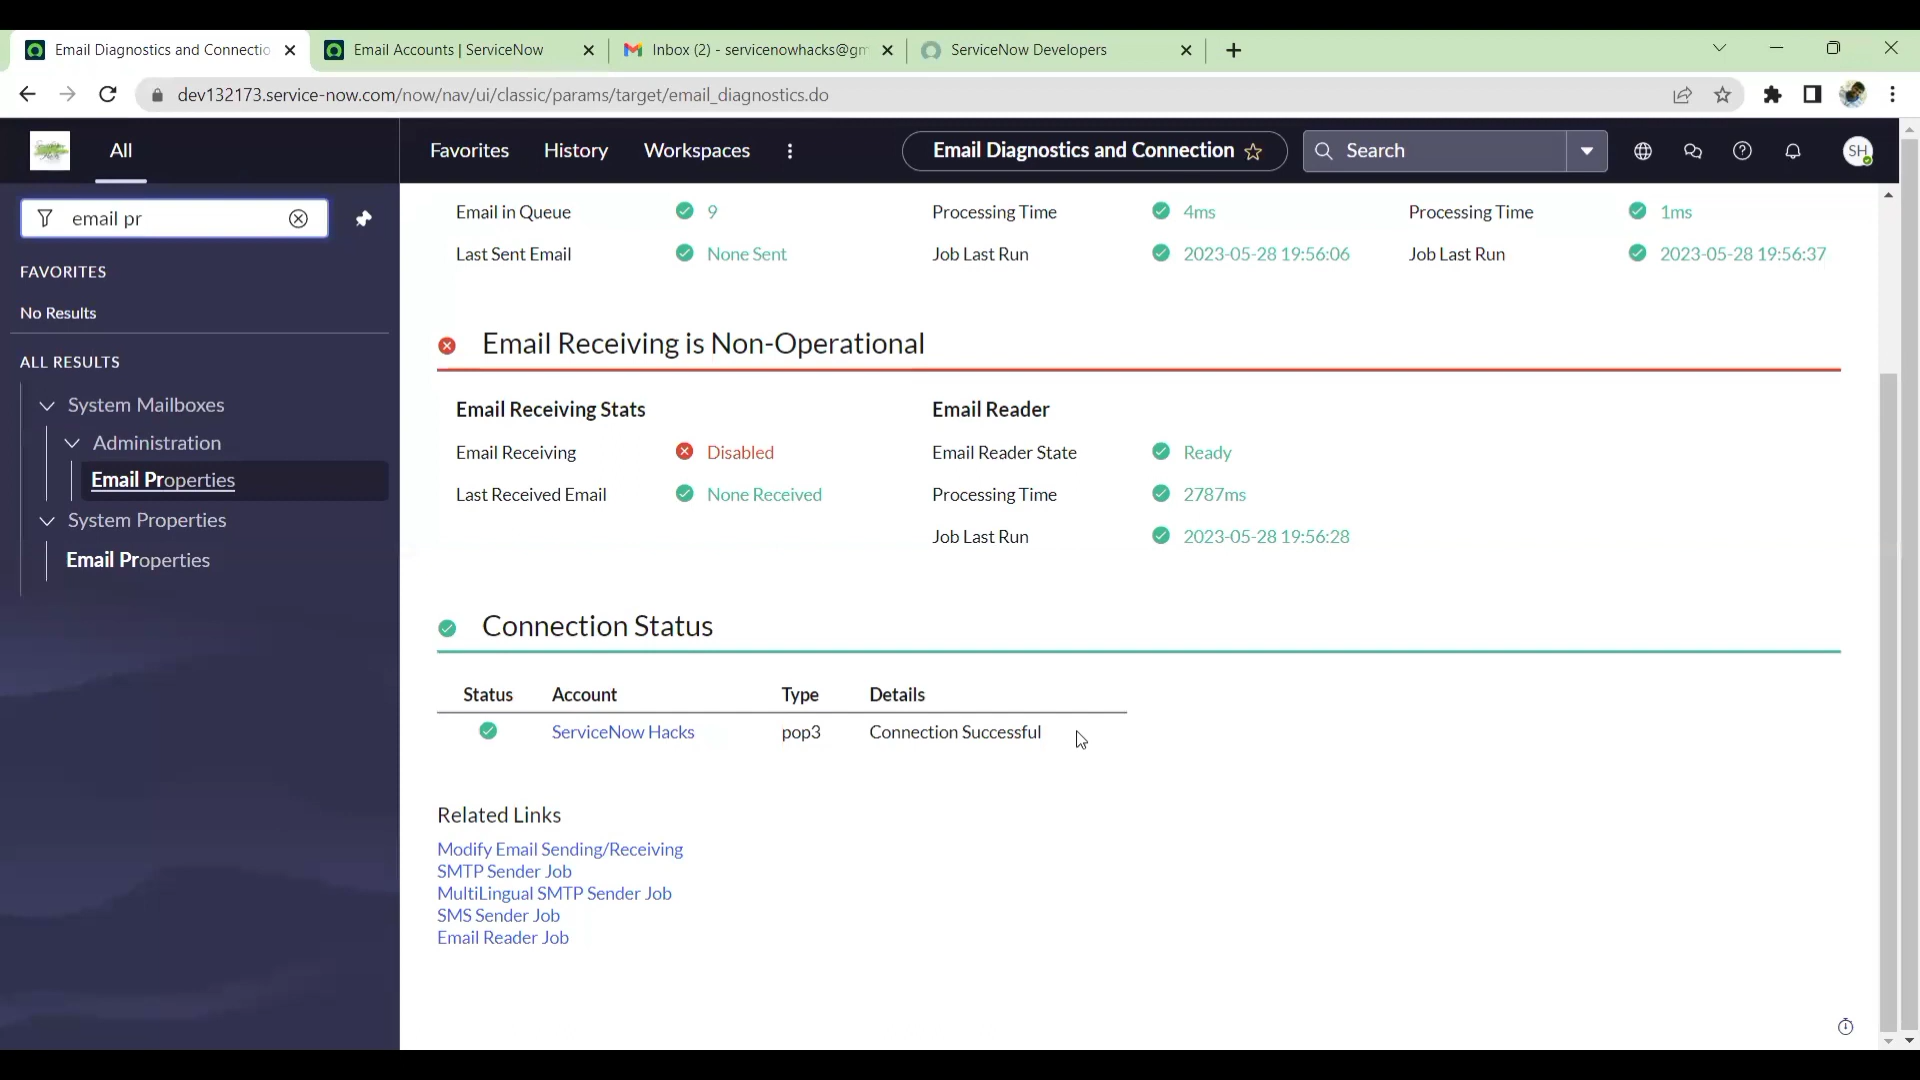 Email Diagnostics and Connectio
Email Accounts | ServiceNow
Inbox (2) - servicenowhacks@gm
ServiceNow Developers
dev132173.service-now.com/now/nav/ui/classic/params/target/email_diagnostics.do
All
Favorites
History
Workspaces
Email Diagnostics and Connection
Search
SH
email pr
FAVORITES
No Results
ALL RESULTS
System Mailboxes
Administration
Email Properties
System Properties
Email Properties
Email in Queue 9 Processing Time 4ms Processing Time 1ms
Last Sent Email None Sent Job Last Run 2023-05-28 19:56:06 Job Last Run 2023-05-28 19:56:37
Email Receiving is Non-Operational
Email Receiving Stats Email Reader
Email Receiving Disabled Email Reader State Ready
Last Received Email None Received Processing Time 2787ms
Job Last Run 2023-05-28 19:56:28
Connection Status
Status Account Type Details
ServiceNow Hacks pop3 Connection Successful
Related Links
Modify Email Sending/Receiving
SMTP Sender Job
MultiLingual SMTP Sender Job
SMS Sender Job
Email Reader Job